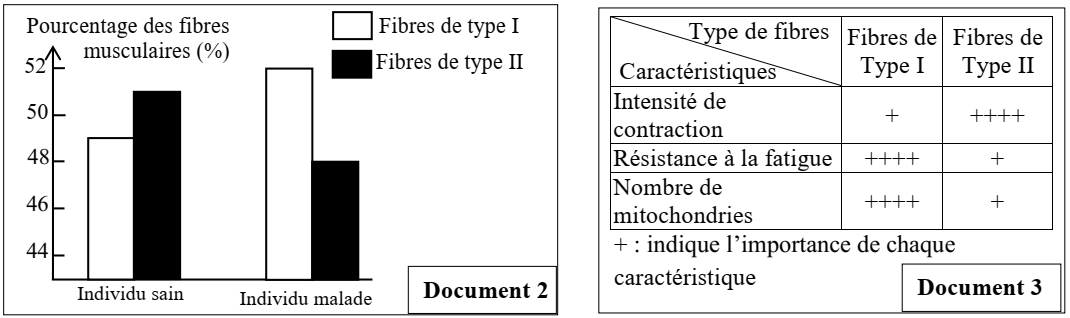 Pourcentage des fibres
musculaires (%)
Fibres de type I
Fibres de type II
52
50
48
46
44
Individu sain
Individu malade
Document 2
Type de fibres
Caractéristiques
Fibres de
Type I
Fibres de
Type II
Intensité de
contraction
+
++++
Résistance à la fatigue
++++
+
Nombre de
mitochondries
++++
+
+ : indique l’importance de chaque
caractéristique
Document 3